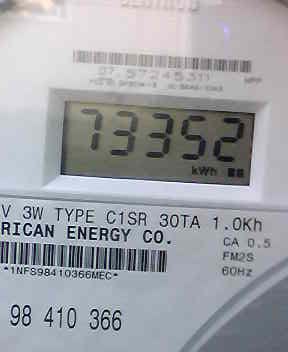 73352
kWh
V 3W TYPE C1SR 30TA 1.0Kh
RICAN ENERGY CO.
CA 0.5
FM2S
60Hz
*1NFS98410366MEC*
98 410 366